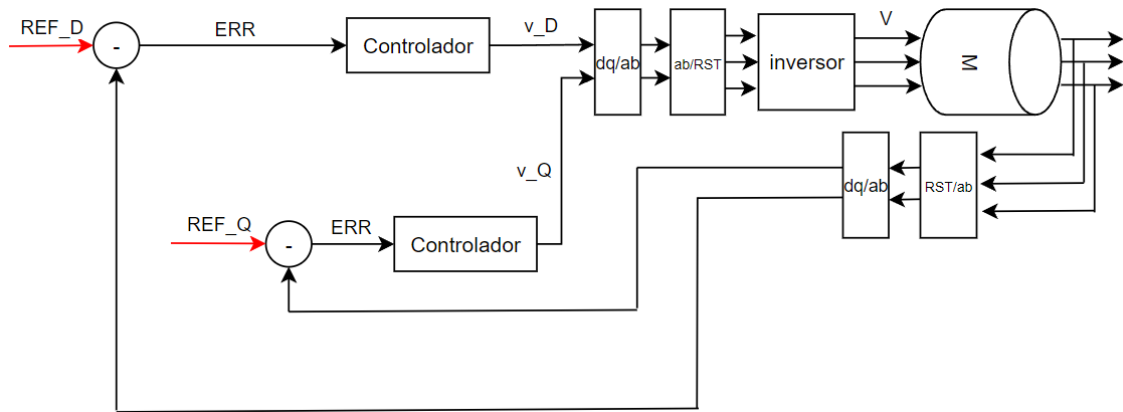 REF_D
-
ERR
Controlador
v_D
dq/ab
ab/RST
inversor
V
M
dq/ab
RST/ab
v_Q
REF_Q
-
ERR
Controlador